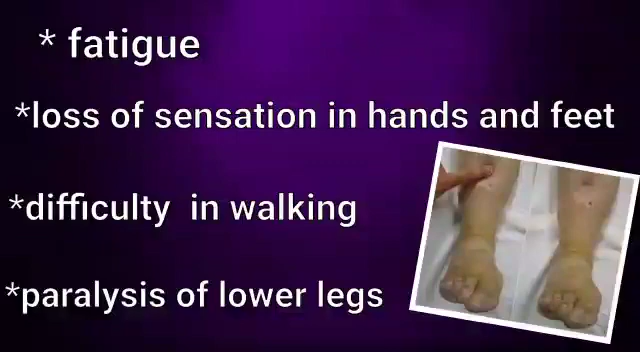 * fatigue
*loss of sensation in hands and feet
*difficulty in walking
*paralysis of lower legs